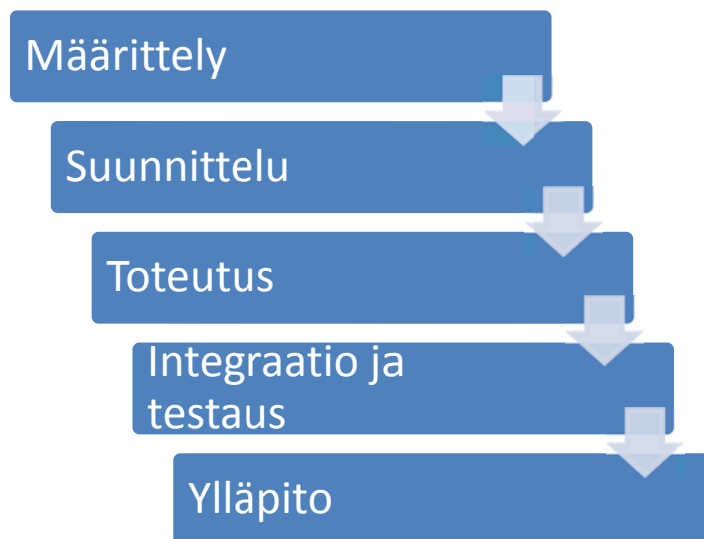 Määrittely
Suunnittelu
Toteutus
Integraatio ja
testaus
Ylläpito